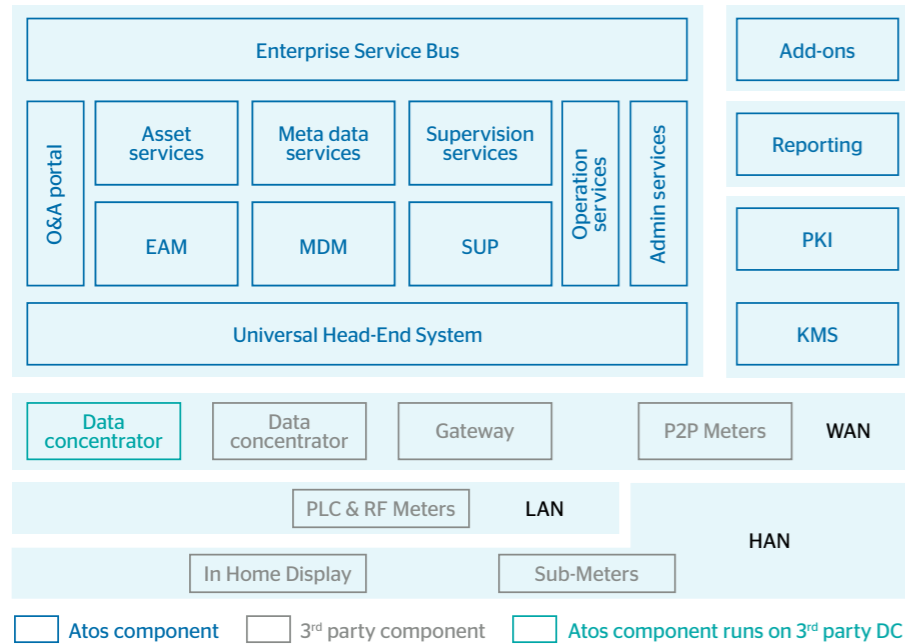 Enterprise Service Bus
Add-ons
O&A portal
Asset
services
Meta data
services
Supervision
services
Operation
services
Admin services
Reporting
EAM
MDM
SUP
PKI
Universal Head-End System
KMS
Data
concentrator
Data
concentrator
Gateway
P2P Meters
WAN
PLC & RF Meters
LAN
HAN
In Home Display
Sub-Meters
Atos component
3rd party component
Atos component runs on 3rd party DC